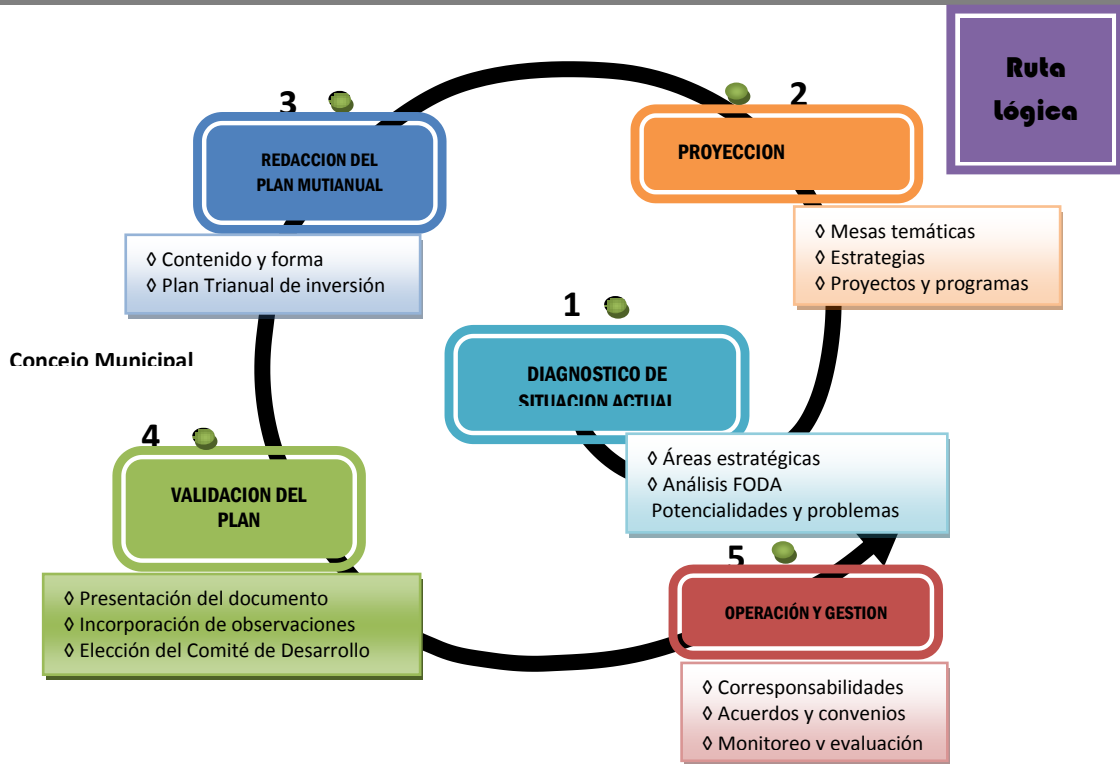 Ruta
Lógica
1
DIAGNOSTICO DE
SITUACION ACTUAL
◊ Áreas estratégicas
◊ Análisis FODA
Potencialidades y problemas
2
PROYECCION
◊ Mesas temáticas
◊ Estrategias
◊ Proyectos y programas
3
REDACCION DEL
PLAN MUTIANUAL
◊ Contenido y forma
◊ Plan Trianual de inversión
Concejo Municipal
4
VALIDACION DEL
PLAN
◊ Presentación del documento
◊ Incorporación de observaciones
◊ Elección del Comité de Desarrollo
5
OPERACIÓN Y GESTION
◊ Corresponsabilidades
◊ Acuerdos y convenios
◊ Monitoreo y evaluación